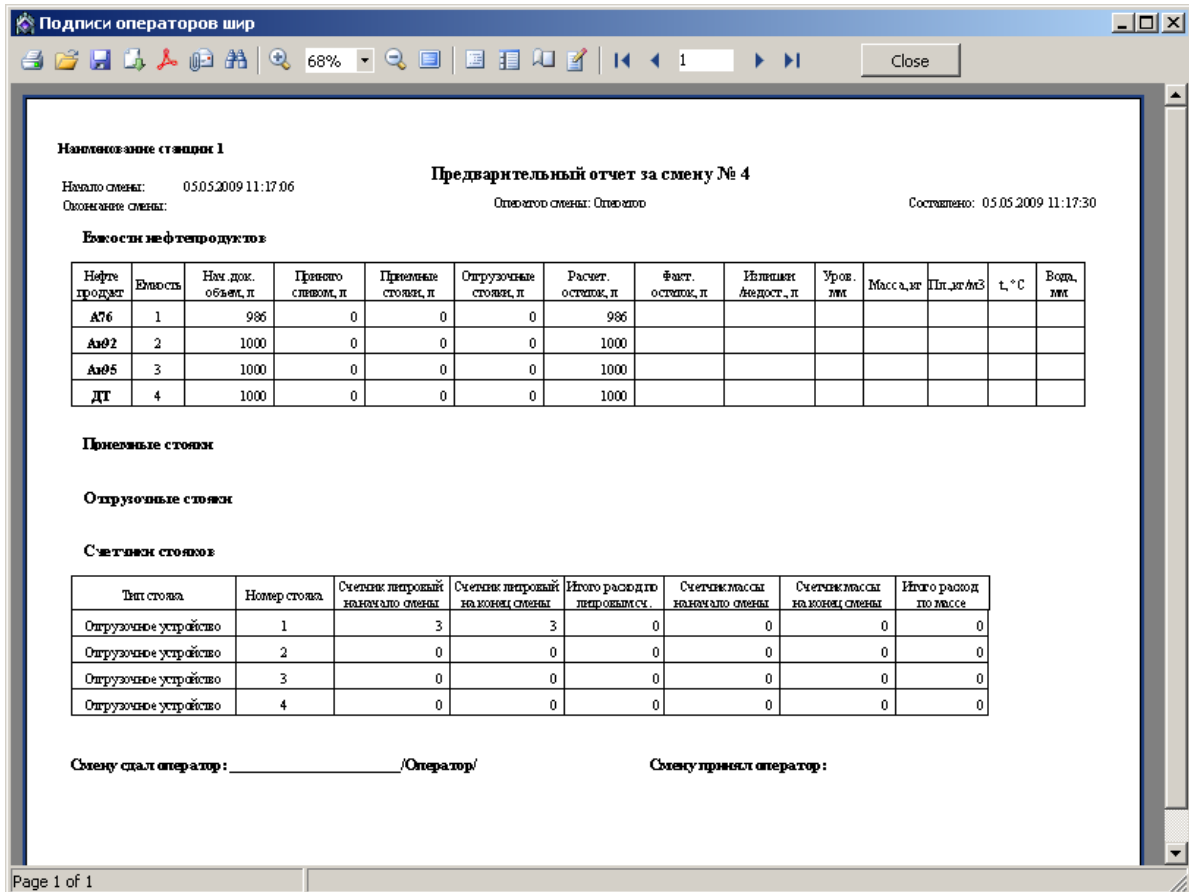 Подписи операторов шир
68% 1 Close
Наименование станции 1
Предварительный отчет за смену № 4
Начало смены: 05.05.2009 11:17:06
Окончание смены: Оператор смены: Оператор Составлено: 05.05.2009 11:17:30
Емкости нефтепродуктов
Нефте Нач. док. Принято Приемные Отгрузочные Расчет. Факт. Излишки Уров. Вода,
продукт Емкость объем, л сливом, л стояки, л стояки, л остаток, л остаток, л /недост., л мм Масса, кг Пл.,кг/м3 t, °C мм
А76 1 986 0 0 0 986
Аи92 2 1000 0 0 0 1000
Аи95 3 1000 0 0 0 1000
ДТ 4 1000 0 0 0 1000
Приемные стояки
Отгрузочные стояки
Счетчики стояков
Тип стояка Номер стояка Счетчик литровый Счетчик литровый Итого расход по Счетчик массы Счетчик массы Итого расход
на начало смены на конец смены литровым сч. на начало смены на конец смены по массе
Отгрузочное устройство 1 3 3 0 0 0 0
Отгрузочное устройство 2 0 0 0 0 0 0
Отгрузочное устройство 3 0 0 0 0 0 0
Отгрузочное устройство 4 0 0 0 0 0 0
Смену сдал оператор: ____________________/Оператор/ Смену принял оператор:
Page 1 of 1